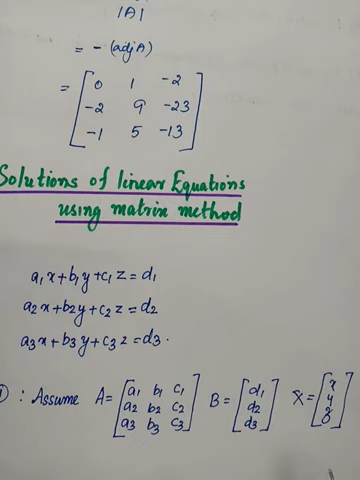 |A|
= - (adj A)
= [ 0 1 -2
-2 9 -23
-1 5 -13 ]
Solutions of linear Equations
using matrix method
a₁x+b₁y+c₁z=d₁
a₂x+b₂y+c₂z=d₂
a₃x+b₃y+c₃z=d₃.
: Assume A= [ a₁ b₁ c₁ B= [ d₁ X= [ x
a₂ b₂ c₂ d₂ y
a₃ b₃ c₃ ] d₃ ] z ]